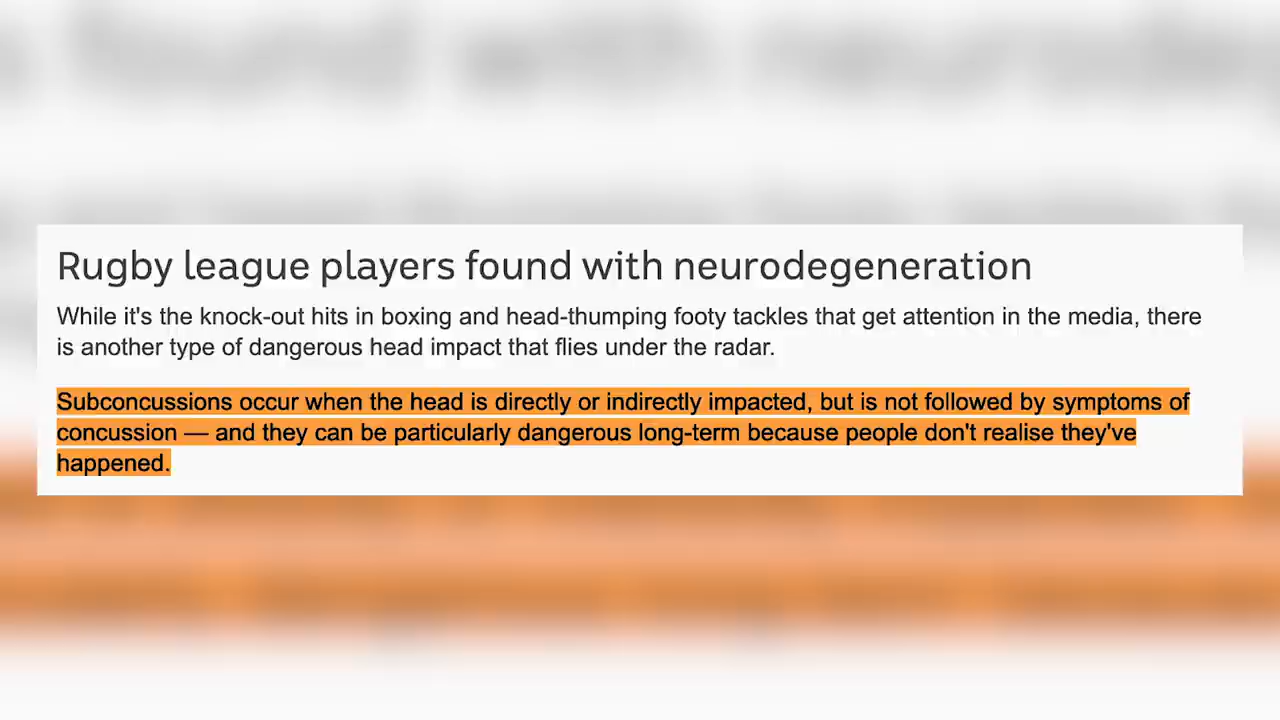 Rugby league players found with neurodegeneration
While it's the knock-out hits in boxing and head-thumping footy tackles that get attention in the media, there
is another type of dangerous head impact that flies under the radar.
Subconcussions occur when the head is directly or indirectly impacted, but is not followed by symptoms of
concussion — and they can be particularly dangerous long-term because people don't realise they've
happened.